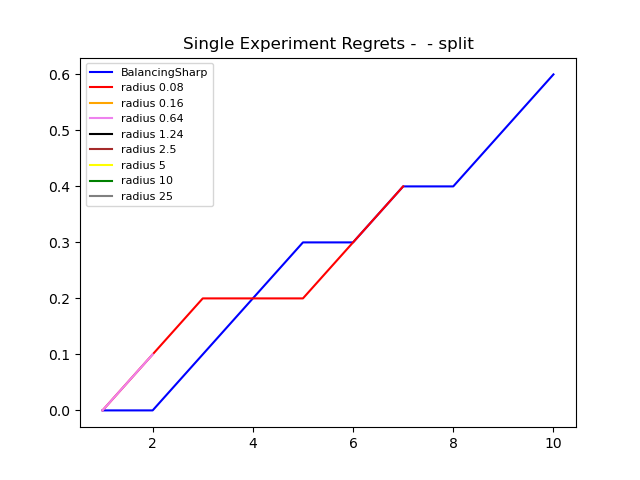 Single Experiment Regrets -  - split
BalancingSharp
radius 0.08
radius 0.16
radius 0.64
radius 1.24
radius 2.5
radius 5
radius 10
radius 25
0.6
0.5
0.4
0.3
0.2
0.1
0.0
2 4 6 8 10